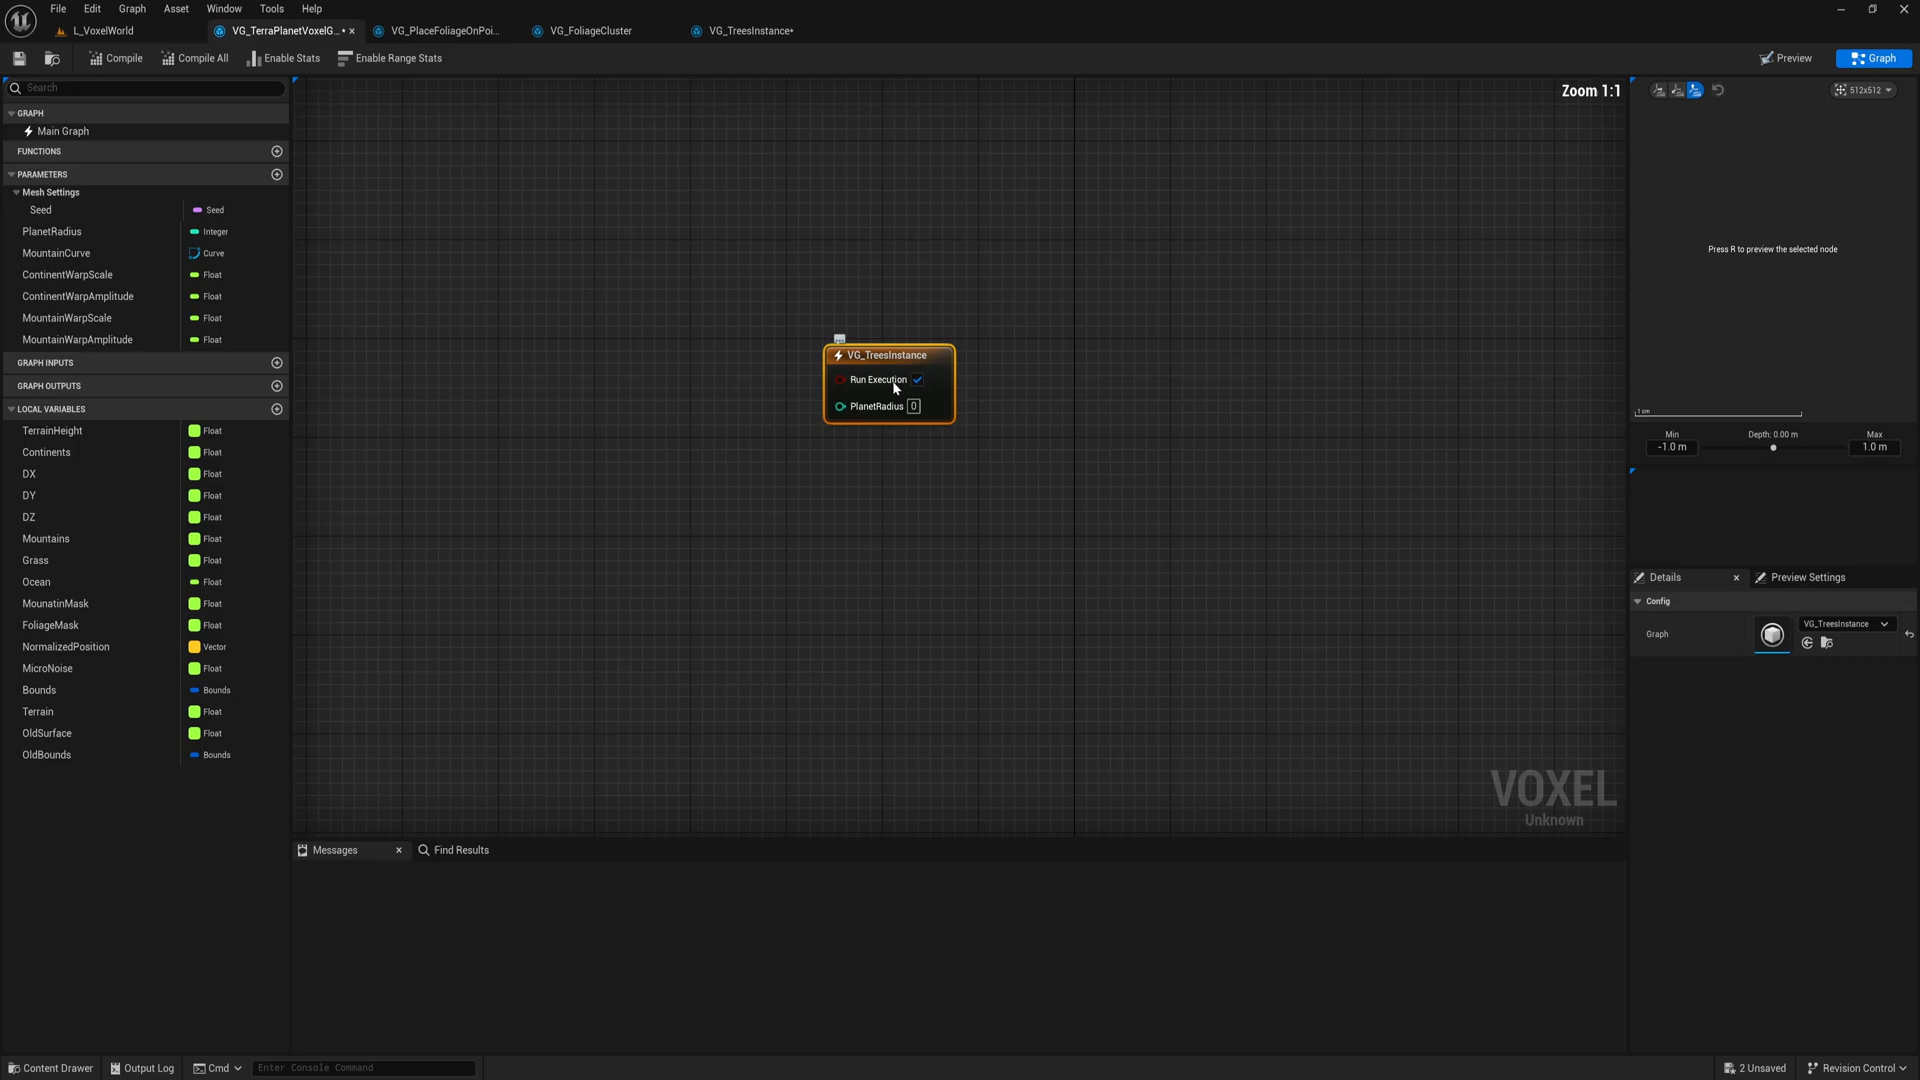 File Edit Graph Asset Window Tools Help
L_VoxelWorld VG_TerraPlanetVoxelG...* VG_PlaceFoliageOnPoi... VG_FoliageCluster VG_TreesInstance*
Compile Compile All Enable Stats Enable Range Stats Preview Graph
Search
GRAPH
Main Graph
FUNCTIONS
PARAMETERS
Mesh Settings
Seed Seed
PlanetRadius Integer
MountainCurve Curve
ContinentWarpScale Float
ContinentWarpAmplitude Float
MountainWarpScale Float
MountainWarpAmplitude Float
GRAPH INPUTS
GRAPH OUTPUTS
LOCAL VARIABLES
TerrainHeight Float
Continents Float
DX Float
DY Float
DZ Float
Mountains Float
Grass Float
Ocean Float
MounatinMask Float
FoliageMask Float
NormalizedPosition Vector
MicroNoise Float
Bounds Bounds
Terrain Float
OldSurface Float
OldBounds Bounds
Zoom 1:1
VG_TreesInstance
Run Execution
PlanetRadius 0
VOXEL
Unknown
512x512
Press R to preview the selected node
1 cm
Min Depth: 0.00 m Max
-1.0 m 1.0 m
Details Preview Settings
Config
Graph VG_TreesInstance
Messages Find Results
Content Drawer Output Log Cmd Enter Console Command 2 Unsaved Revision Control